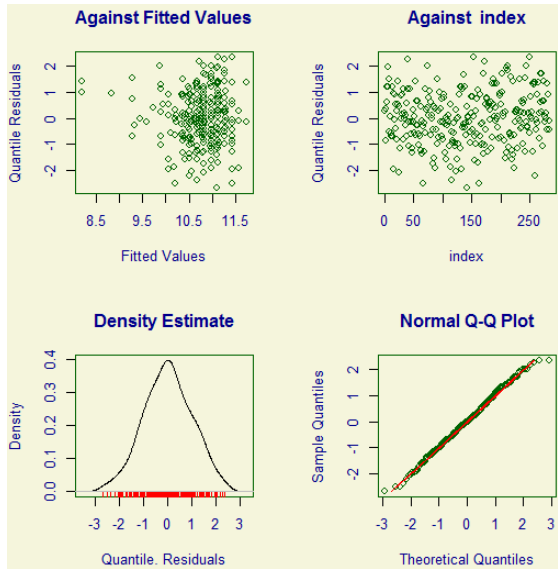 Against Fitted Values
Quantile Residuals
2
1
0
-1
-2
8.5 9.5 10.5 11.5
Fitted Values
Against index
Quantile Residuals
2
1
0
-1
-2
0 50 150 250
index
Density Estimate
Density
0.4
0.3
0.2
0.1
0.0
-3 -2 -1 0 1 2 3
Quantile. Residuals
Normal Q-Q Plot
Sample Quantiles
2
1
0
-1
-2
-3 -2 -1 0 1 2 3
Theoretical Quantiles